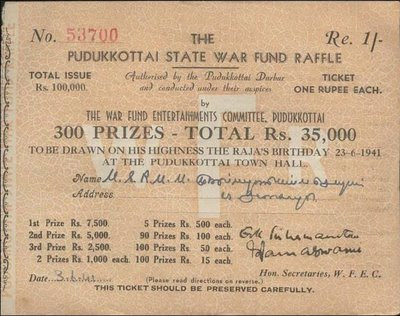 No. 53700 THE Re. 1/-
PUDUKKOTTAI STATE WAR FUND RAFFLE
TOTAL ISSUE
Rs. 100,000.
Authorised by the Pudukkottai Durbar
and conducted under their auspices
TICKET
ONE RUPEE EACH.
by
THE WAR FUND ENTERTAINMENTS COMMITTEE, PUDUKKOTTAI
300 PRIZES - TOTAL Rs. 35,000
TO BE DRAWN ON HIS HIGHNESS THE RAJA'S BIRTHDAY 23-6-1941
AT THE PUDUKKOTTAI TOWN HALL.
Name
Address
1st Prize Rs. 7,500. 5 Prizes Rs. 500 each.
2nd Prize Rs. 5,000. 90 Prizes Rs. 100 each.
3rd Prize Rs. 2,500. 100 Prizes Rs. 50 each.
2 Prizes Rs. 1,000 each. 100 Prizes Rs. 15 each.
Date (Please read directions on reverse.) Hon. Secretaries, W. F. E. C.
THIS TICKET SHOULD BE PRESERVED CAREFULLY.